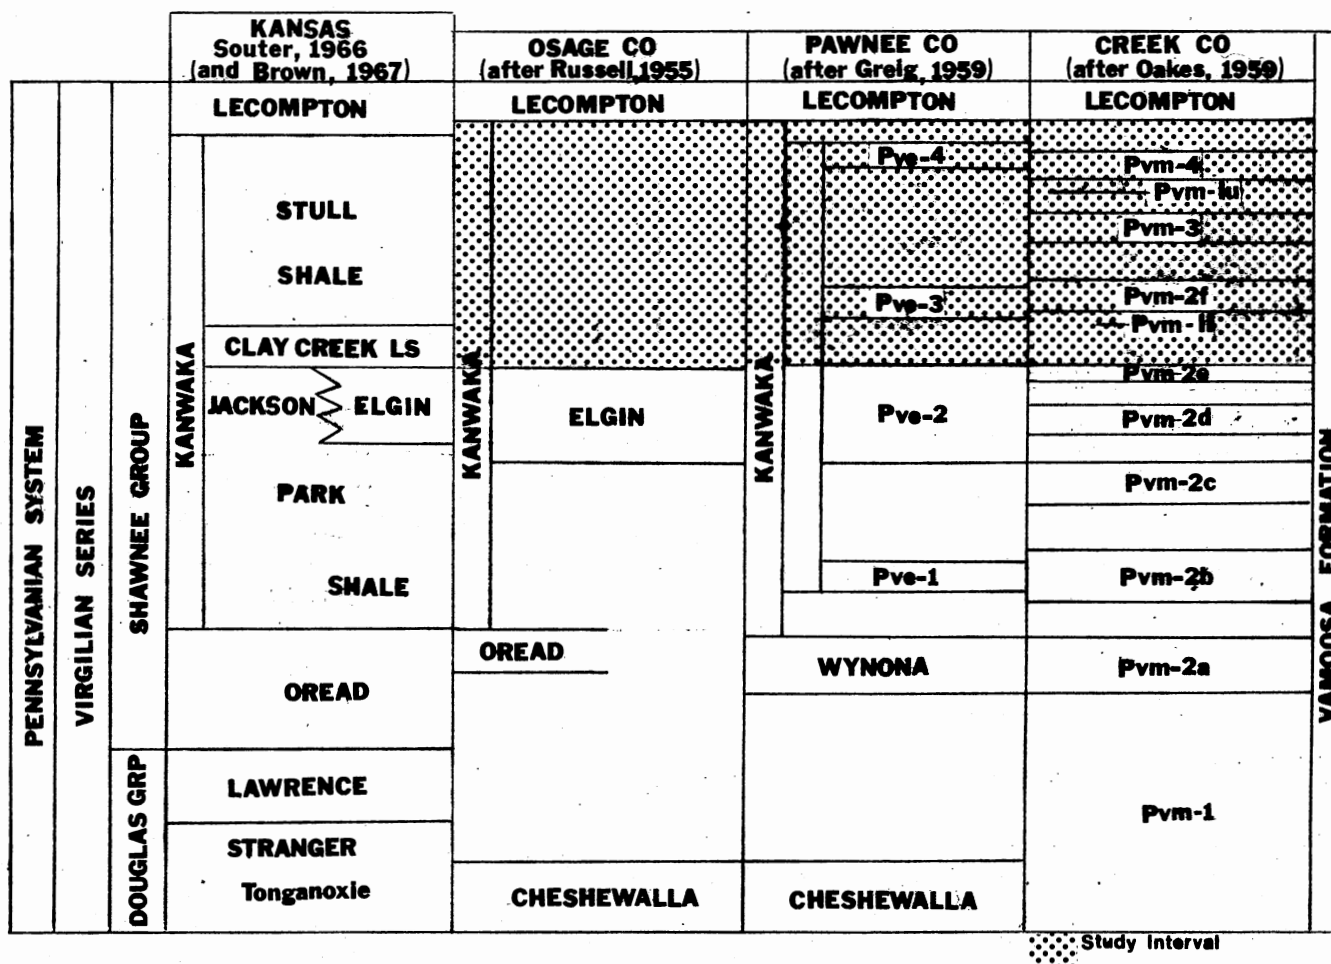 KANSAS
Souter, 1966
(and Brown, 1967)
OSAGE CO
(after Russell, 1955)
PAWNEE CO
(after Greig, 1959)
CREEK CO
(after Oakes, 1959)
PENNSYLVANIAN SYSTEM
VIRGILIAN SERIES
SHAWNEE GROUP
DOUGLAS GRP
LECOMPTON
KANWAKA
STULL
SHALE
CLAY CREEK LS
JACKSON
ELGIN
PARK
SHALE
OREAD
LAWRENCE
STRANGER
Tonganoxie
LECOMPTON
KANWAKA
ELGIN
OREAD
CHESHEWALLA
LECOMPTON
KANWAKA
Pve-4
Pve-3
Pve-2
Pve-1
WYNONA
CHESHEWALLA
LECOMPTON
Pvm-4
Pvm-lu
Pvm-3
Pvm-2f
Pvm-ll
Pvm-2e
Pvm-2d
Pvm-2c
Pvm-2b
Pvm-2a
Pvm-1
VAMOOSA FORMATION
Study Interval